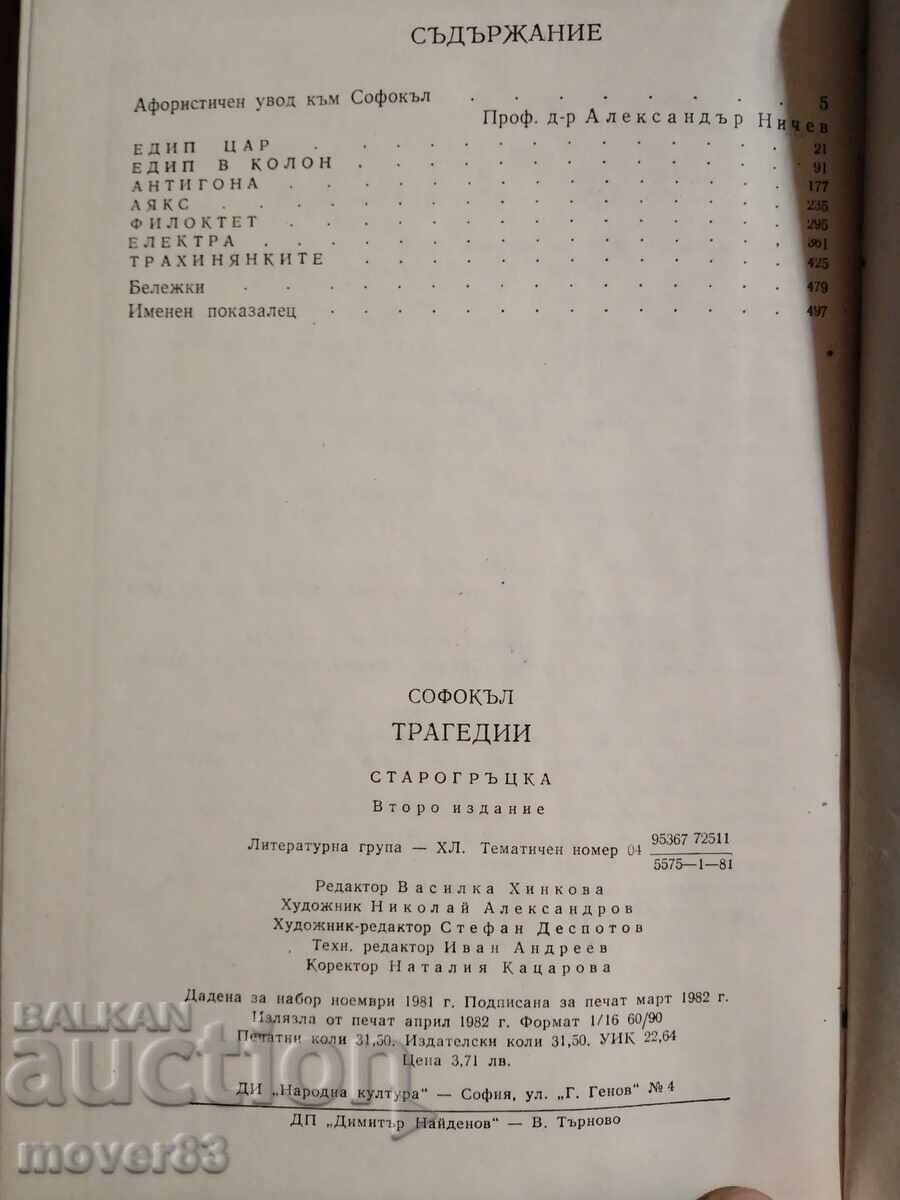 СЪДЪРЖАНИЕ
Афористичен увод към Софокъл . . . . . . . . . 5
Проф. д-р Александър Ничев
ЕДИП ЦАР . . . . . . . . . . . . . 21
ЕДИП В КОЛОН . . . . . . . . . . . . 91
АНТИГОНА . . . . . . . . . . . . . . 177
АЯКС . . . . . . . . . . . . . . . . 235
ФИЛОКТЕТ . . . . . . . . . . . . . . 295
ЕЛЕКТРА . . . . . . . . . . . . . . . 361
ТРАХИНЯНКИТЕ . . . . . . . . . . . . 425
Бележки . . . . . . . . . . . . . . . 479
Именен показалец . . . . . . . . . . . . 497
СОФОКЪЛ
ТРАГЕДИИ
СТАРОГРЪЦКА
Второ издание
Литературна група — ХЛ. Тематичен номер 04 95367 72511
5575—1—81
Редактор Василка Хинкова
Художник Николай Александров
Художник-редактор Стефан Деспотов
Техн. редактор Иван Андреев
Коректор Наталия Кацарова
Дадена за набор ноември 1981 г. Подписана за печат март 1982 г.
Излязла от печат април 1982 г. Формат 1/16 60/90
Печатни коли 31,50. Издателски коли 31,50. УИК 22,64
Цена 3,71 лв.
ДИ „Народна култура“ — София, ул. „Г. Генов“ № 4
ДП „Димитър Найденов“ — В. Търново
BALKAN
auction
mover83